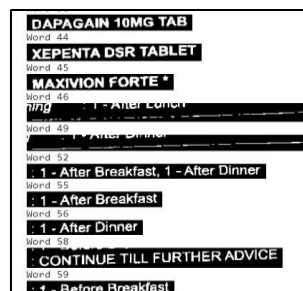 DAPAGAIN 10MG TAB
Word 44
XEPENTA DSR TABLET
Word 45
MAXIVION FORTE *
Word 46
: 1 - After Lunch
Word 49
: 1 - After Dinner
Word 52
: 1 - After Breakfast, 1 - After Dinner
Word 55
: 1 - After Breakfast
Word 56
: 1 - After Dinner
Word 58
: CONTINUE TILL FURTHER ADVICE
Word 59
: 1 - Before Breakfast